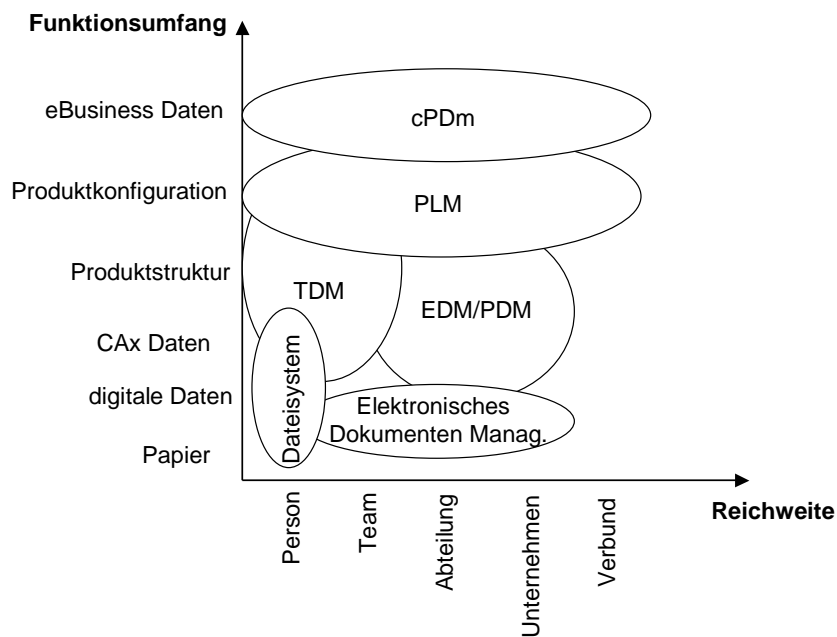 Funktionsumfang
eBusiness Daten
cPDm
Produktkonfiguration
PLM
Produktstruktur
TDM
EDM/PDM
CAx Daten
digitale Daten
Dateisystem
Elektronisches
Dokumenten Manag.
Papier
Person
Team
Abteilung
Unternehmen
Verbund
Reichweite